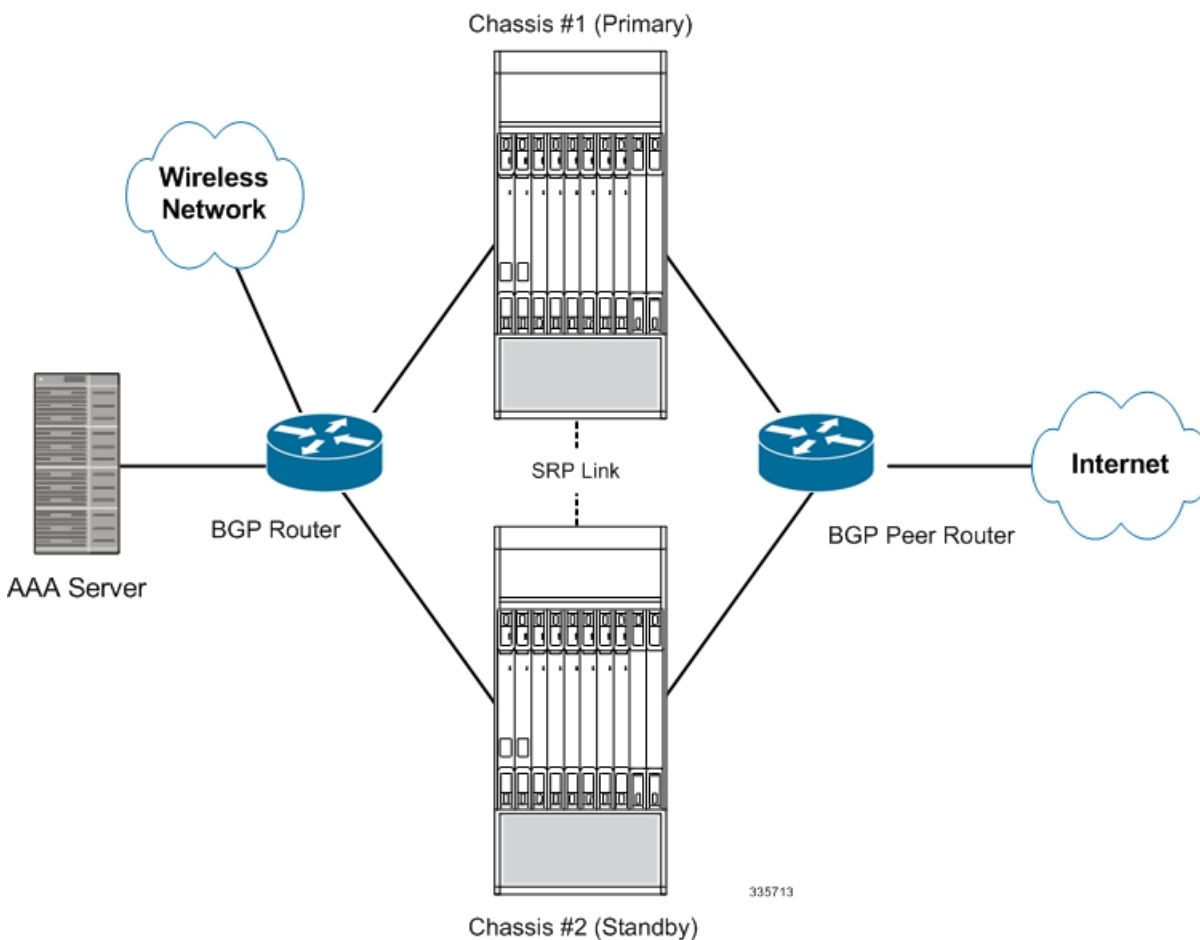 Chassis #1 (Primary)
Wireless
Network
SRP Link
Internet
BGP Router
BGP Peer Router
AAA Server
335713
Chassis #2 (Standby)